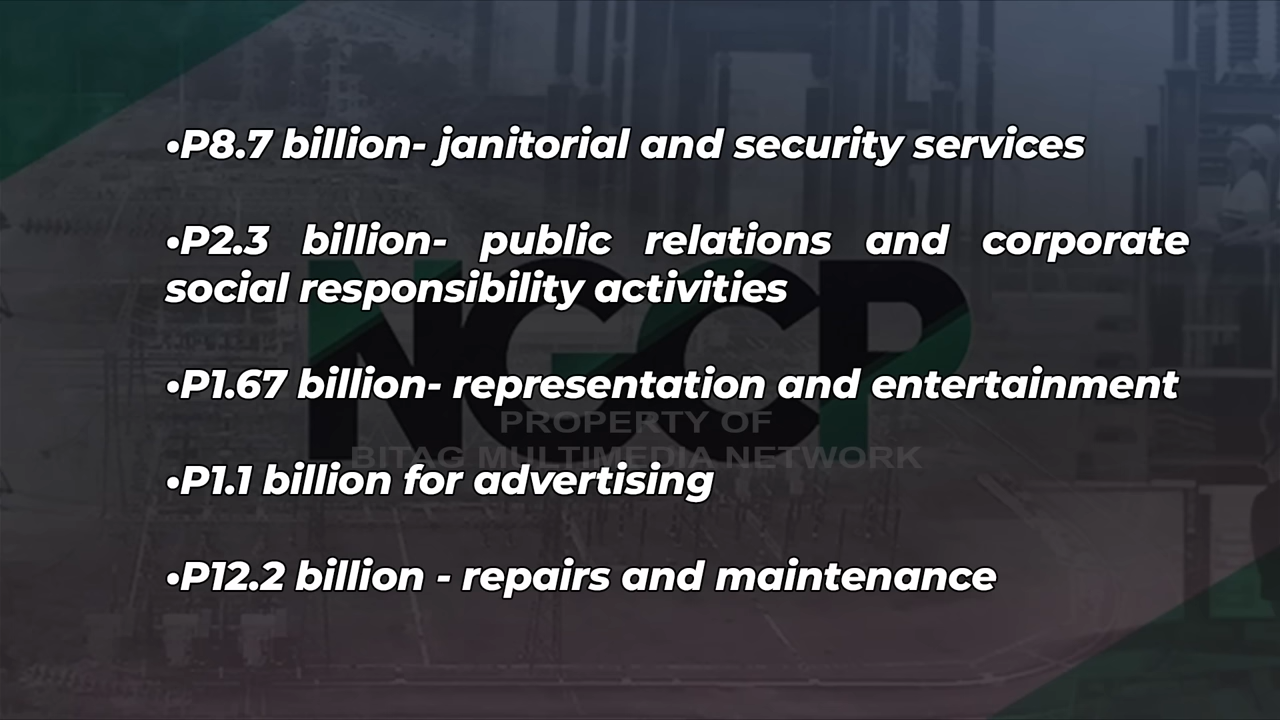 •P8.7 billion- janitorial and security services
•P2.3 billion- public relations and corporate
social responsibility activities
NGCP
•P1.67 billion- representation and entertainment
PROPERTY OF
BITAG MULTIMEDIA NETWORK
•P1.1 billion for advertising
•P12.2 billion - repairs and maintenance